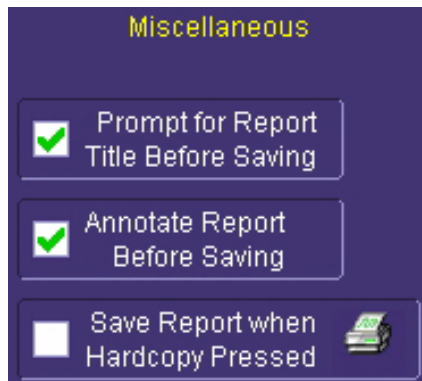 Miscellaneous
Prompt for Report
Title Before Saving
Annotate Report
Before Saving
Save Report when
Hardcopy Pressed